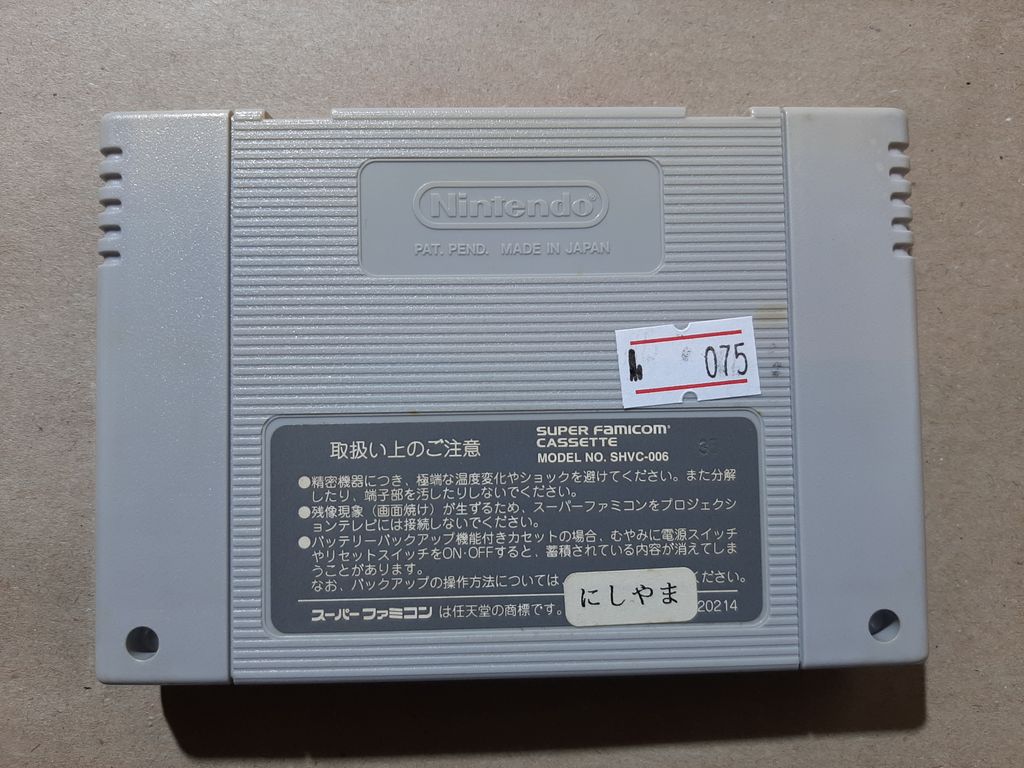 Nintendo®
PAT. PEND. MADE IN JAPAN
075
取扱い上のご注意
SUPER FAMICOM®
CASSETTE
MODEL NO. SHVC-006
●精密機器につき、極端な温度変化やショックを避けてください。また分解
したり、端子部を汚したりしないでください。
●残像現象（画面焼け）が生ずるため、スーパーファミコンをプロジェクシ
ョンテレビには接続しないでください。
●バッテリーバックアップ機能付きカセットの場合、むやみに電源スイッチ
やリセットスイッチをON・OFFすると、蓄積されている内容が消えてしま
うことがあります。
なお、バックアップの操作方法については ください。
スーパーファミコン は任天堂の商標です。
にしやま
20214